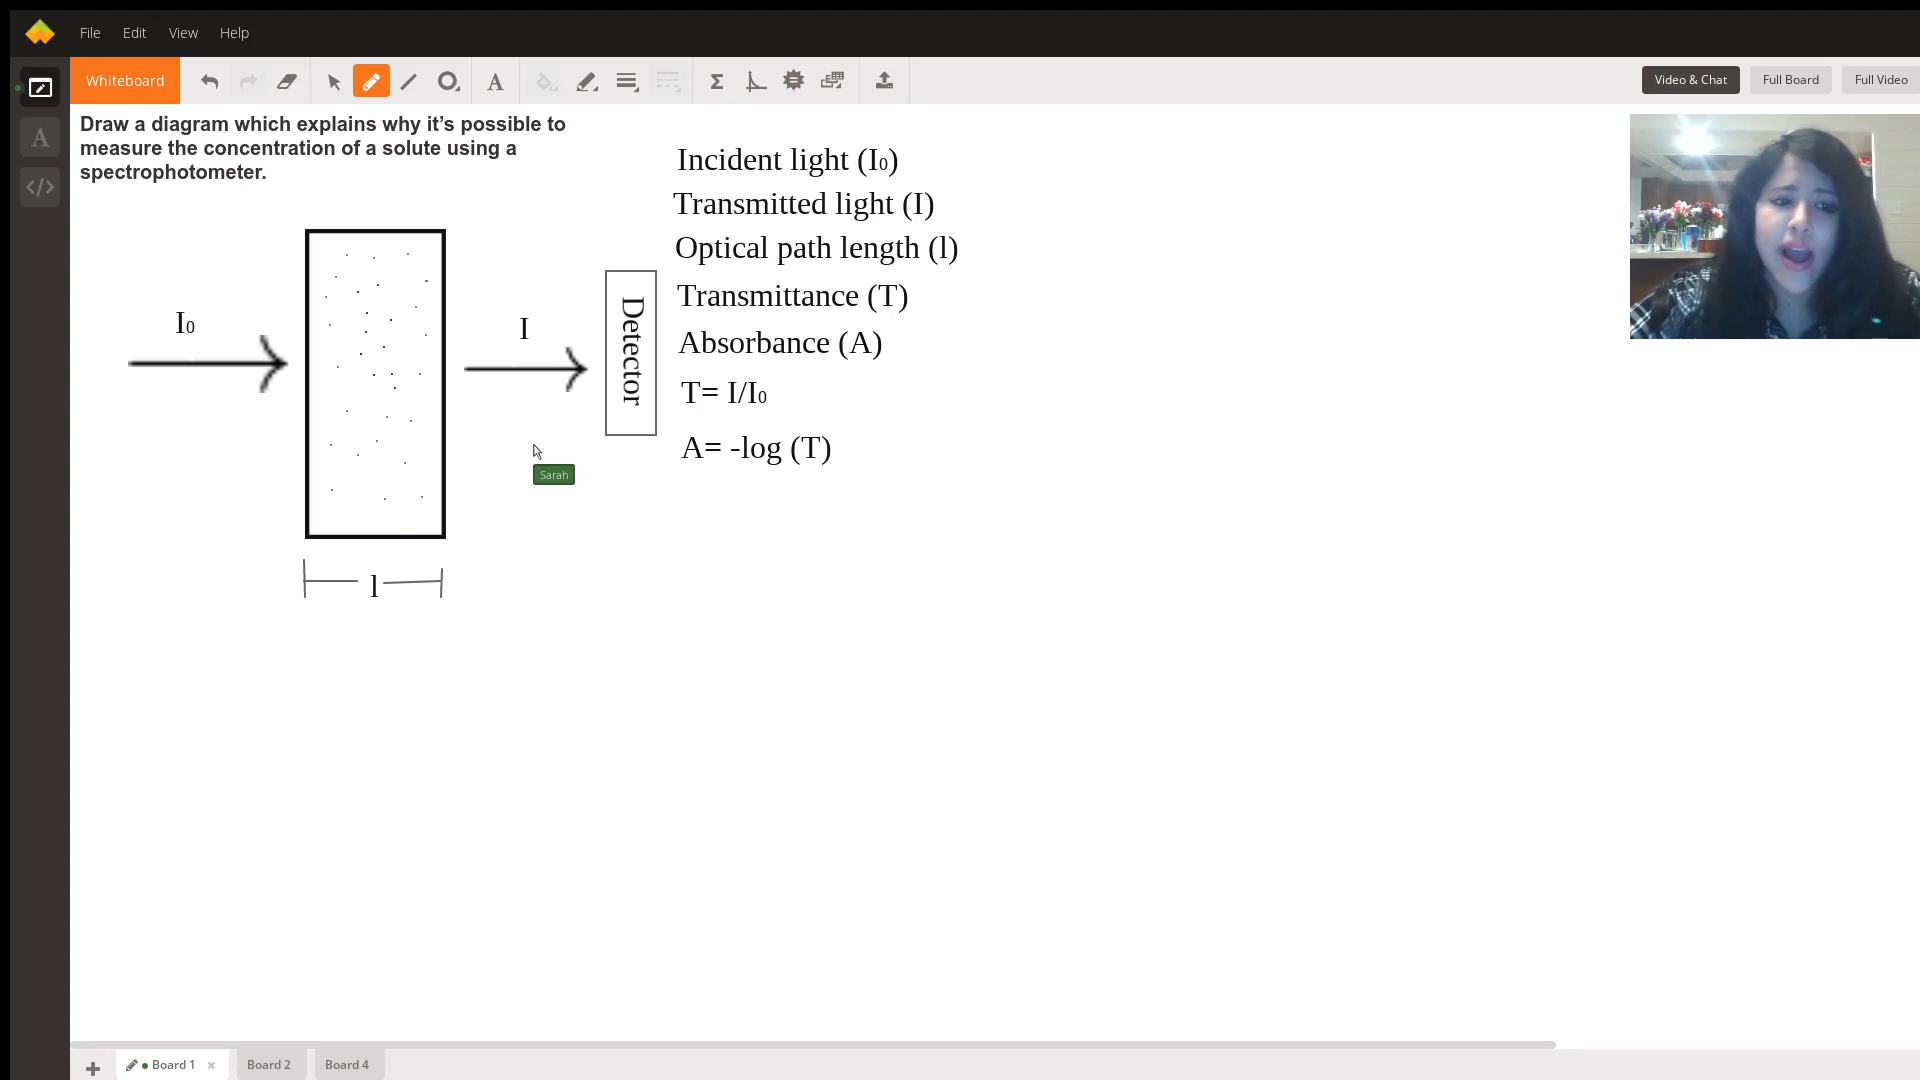 File Edit View Help
Whiteboard
A
Σ
Video & Chat
Full Board
Full Video
A
</>
Draw a diagram which explains why it’s possible to
measure the concentration of a solute using a
spectrophotometer.
Incident light (I₀)
Transmitted light (I)
Optical path length (l)
Transmittance (T)
Absorbance (A)
T= I/I₀
A= -log (T)
I₀
I
Detector
Sarah
l
Board 1
Board 2
Board 4